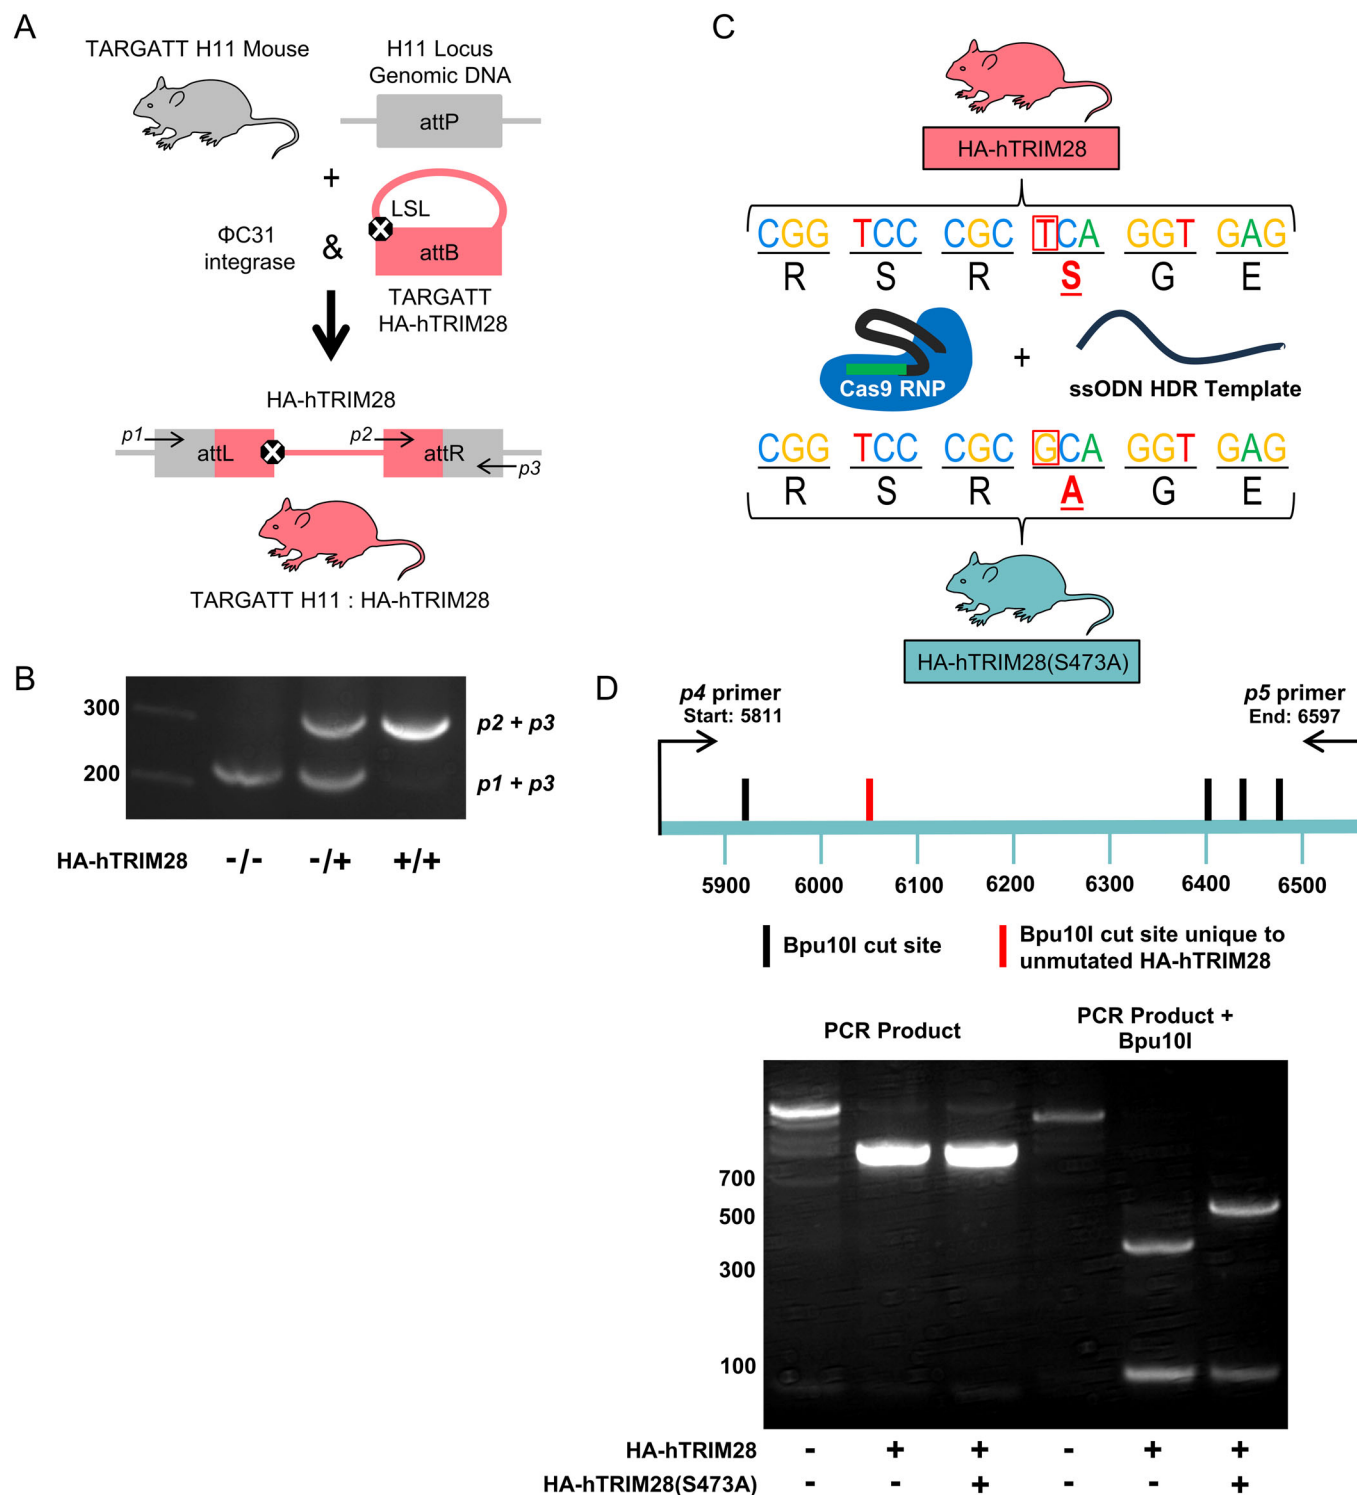 A
TARGATT H11 Mouse
H11 Locus
Genomic DNA
attP
+
LSL
ΦC31
integrase
&
attB
TARGATT
HA-hTRIM28
HA-hTRIM28
p1
attL
p2
attR
p3
TARGATT H11 : HA-hTRIM28
B
300
200
p2 + p3
p1 + p3
HA-hTRIM28 -/- -/+ +/+
C
HA-hTRIM28
CGG TCC CGC TCA GGT GAG
R S R S G E
Cas9 RNP
+
ssODN HDR Template
CGG TCC CGC GCA GGT GAG
R S R A G E
HA-hTRIM28(S473A)
D
p4 primer
Start: 5811
p5 primer
End: 6597
5900 6000 6100 6200 6300 6400 6500
Bpu10I cut site
Bpu10I cut site unique to
unmutated HA-hTRIM28
PCR Product
PCR Product +
Bpu10I
700
500
300
100
HA-hTRIM28 - + + - + +
HA-hTRIM28(S473A) - - + - - +